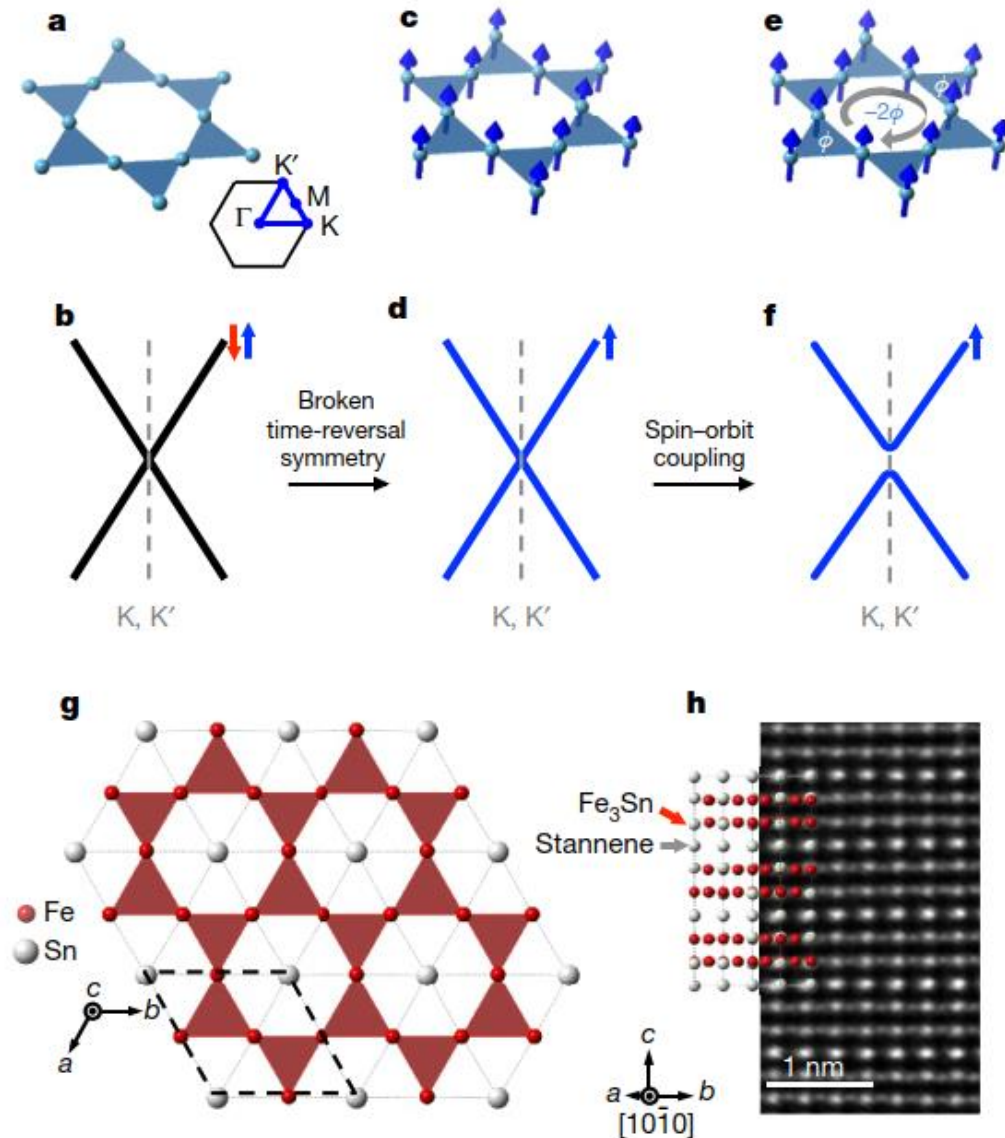 a
K′
M
Γ
K
c
e
ϕ
−2ϕ
ϕ
b
Broken
time-reversal
symmetry
d
Spin–orbit
coupling
f
K, K′
K, K′
K, K′
g
Fe
Sn
c
b
a
h
Fe₃Sn
Stannene
c
a
b
[101̅0]
1 nm